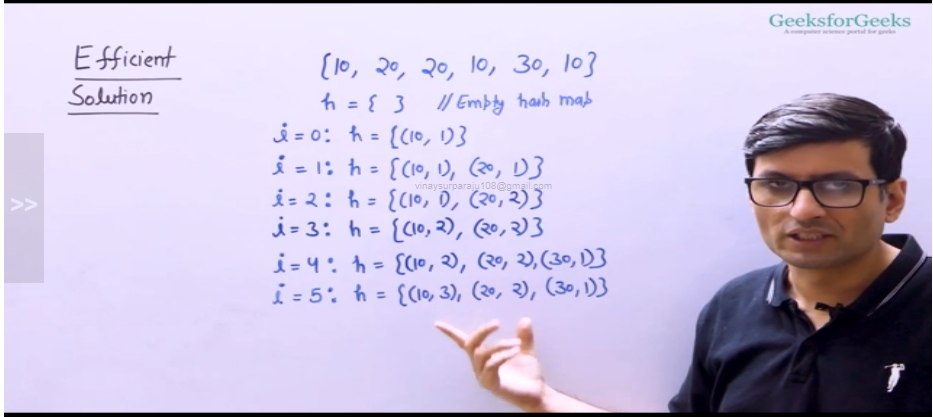 GeeksforGeeks
A computer science portal for geeks
Efficient
Solution
{10, 20, 20, 10, 30, 10}
h = { } // Empty hash map
i = 0: h = {(10, 1)}
i = 1: h = {(10, 1), (20, 1)}
vinaysurparaju108@gmail.com
i = 2: h = {(10, 1), (20, 2)}
i = 3: h = {(10, 2), (20, 2)}
i = 4: h = {(10, 2), (20, 2), (30, 1)}
i = 5: h = {(10, 3), (20, 2), (30, 1)}
>>